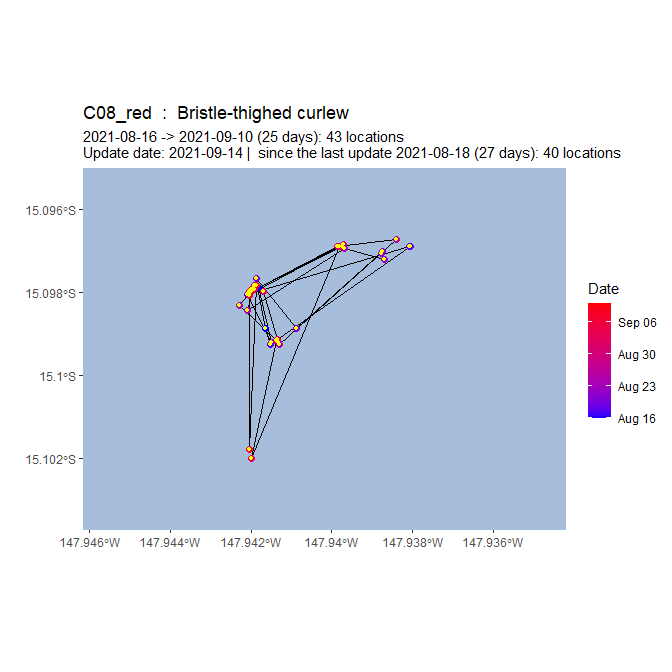 C08_red : Bristle-thighed curlew
2021-08-16 -> 2021-09-10 (25 days): 43 locations
Update date: 2021-09-14 | since the last update 2021-08-18 (27 days): 40 locations
15.096°S
15.098°S
15.1°S
15.102°S
147.946°W 147.944°W 147.942°W 147.94°W 147.938°W 147.936°W
Date
Sep 06
Aug 30
Aug 23
Aug 16